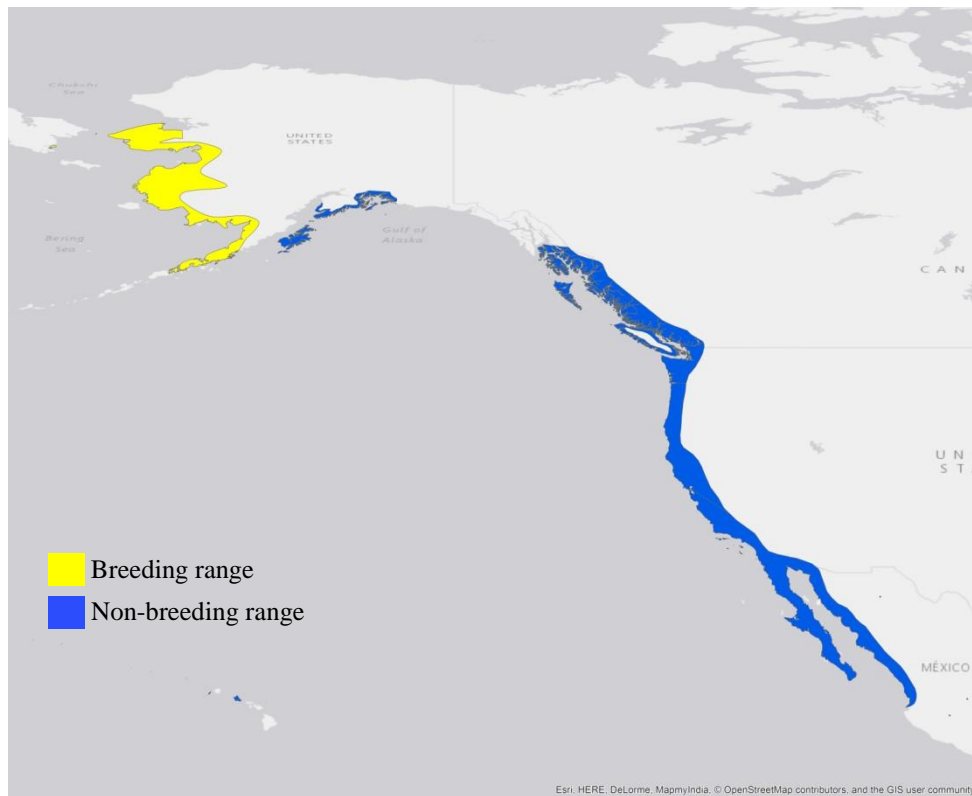 Chukchi
Sea
UNITED
STATES
Bering
Sea
Gulf of
Alaska
C A N
U N
S T
Breeding range
Non-breeding range
MÉXICO
Esri, HERE, DeLorme, MapmyIndia, © OpenStreetMap contributors, and the GIS user community